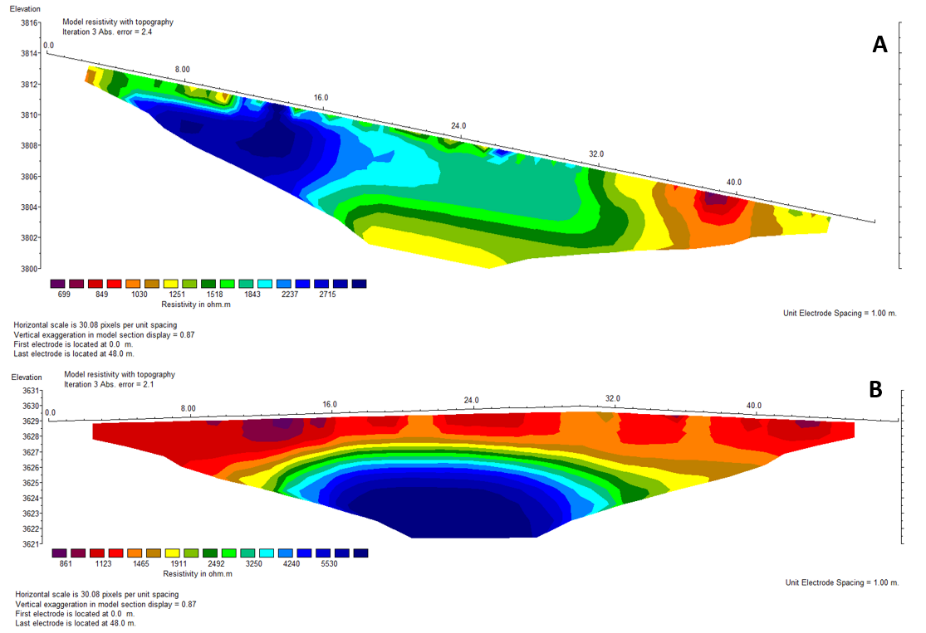 Elevation
3816
Model resistivity with topography
Iteration 3 Abs. error = 2.4
A
3814
0.0
8.00
3812
16.0
3810
24.0
3808
32.0
3806
40.0
3804
3802
3800
699 849 1030 1251 1518 1843 2237 2715
Resistivity in ohm.m
Unit Electrode Spacing = 1.00 m.
Horizontal scale is 30.08 pixels per unit spacing
Vertical exaggeration in model section display = 0.87
First electrode is located at 0.0 m.
Last electrode is located at 48.0 m.
Elevation
Model resistivity with topography
Iteration 3 Abs. error = 2.1
B
3631
3630
0.0 8.00 16.0 24.0 32.0 40.0
3629
3628
3627
3626
3625
3624
3623
3622
3621
861 1123 1465 1911 2492 3250 4240 5530
Resistivity in ohm.m
Unit Electrode Spacing = 1.00 m.
Horizontal scale is 30.08 pixels per unit spacing
Vertical exaggeration in model section display = 0.87
First electrode is located at 0.0 m.
Last electrode is located at 48.0 m.